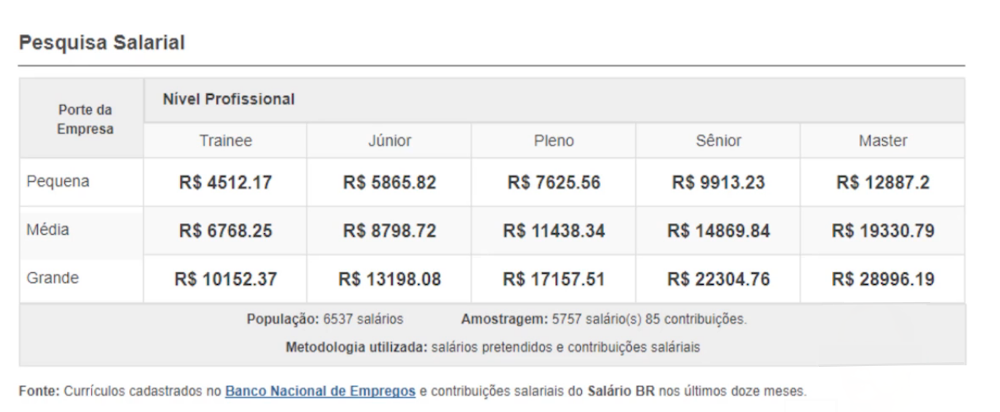 Pesquisa Salarial
Porte da
Empresa
Nível Profissional
Trainee Júnior Pleno Sênior Master
Pequena R$ 4512.17 R$ 5865.82 R$ 7625.56 R$ 9913.23 R$ 12887.2
Média R$ 6768.25 R$ 8798.72 R$ 11438.34 R$ 14869.84 R$ 19330.79
Grande R$ 10152.37 R$ 13198.08 R$ 17157.51 R$ 22304.76 R$ 28996.19
População: 6537 salários Amostragem: 5757 salário(s) 85 contribuições.
Metodologia utilizada: salários pretendidos e contribuições saláriais
Fonte: Currículos cadastrados no Banco Nacional de Empregos e contribuições salariais do Salário BR nos últimos doze meses.